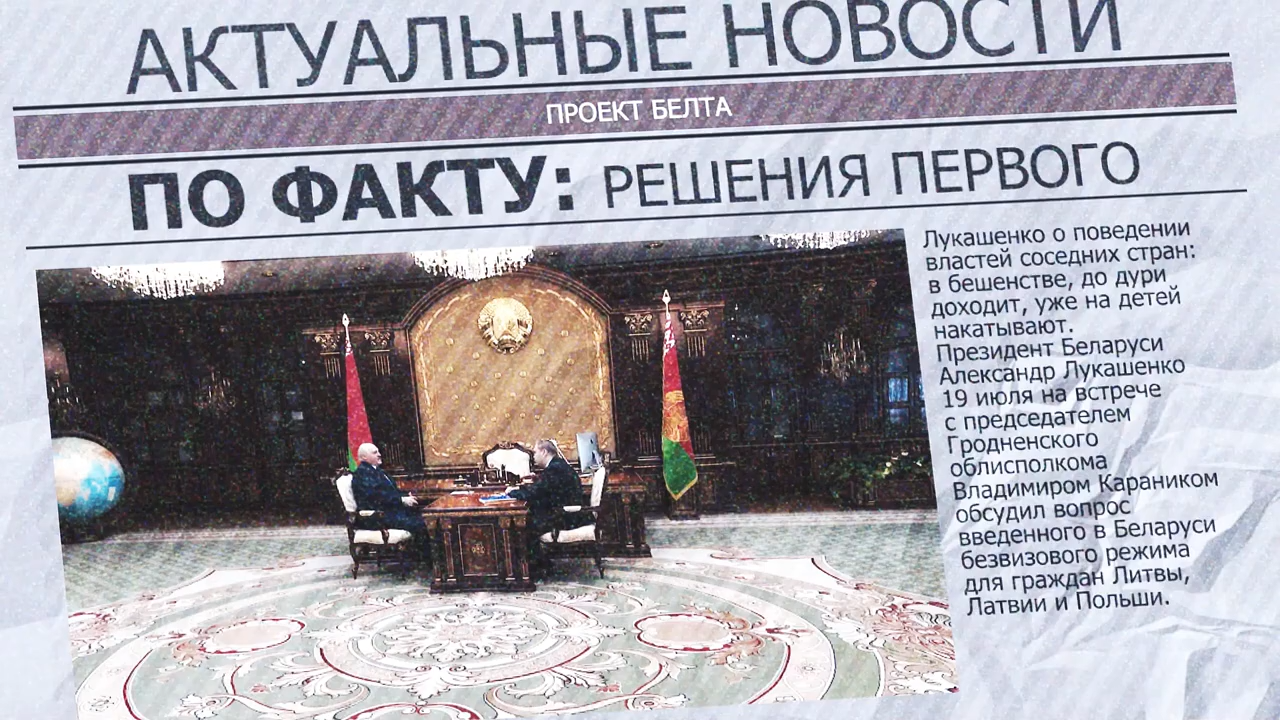 АКТУАЛЬНЫЕ НОВОСТИ
ПРОЕКТ БЕЛТА
ПО ФАКТУ: РЕШЕНИЯ ПЕРВОГО
Лукашенко о поведении
властей соседних стран:
в бешенстве, до дури
доходит, уже на детей
накатывают.
Президент Беларуси
Александр Лукашенко
19 июля на встрече
с председателем
Гродненского
облисполкома
Владимиром Караником
обсудил вопрос
введенного в Беларуси
безвизового режима
для граждан Литвы,
Латвии и Польши.